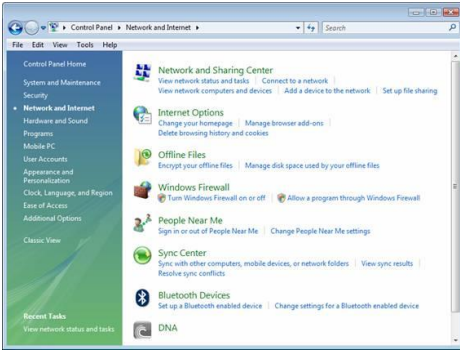 Control Panel ▸ Network and Internet ▸
Search
File Edit View Tools Help
Control Panel Home
System and Maintenance
Security
Network and Internet
Hardware and Sound
Programs
Mobile PC
User Accounts
Appearance and
Personalization
Clock, Language, and Region
Ease of Access
Additional Options
Classic View
Recent Tasks
View network status and tasks
Network and Sharing Center
View network status and tasks | Connect to a network
View network computers and devices | Add a device to the network | Set up file sharing
Internet Options
Change your homepage | Manage browser add-ons
Delete browsing history and cookies
Offline Files
Encrypt your offline files | Manage disk space used by your offline files
Windows Firewall
Turn Windows Firewall on or off | Allow a program through Windows Firewall
People Near Me
Sign in or out of People Near Me | Change People Near Me settings
Sync Center
Sync with other computers, mobile devices, or network folders | View sync results
Resolve sync conflicts
Bluetooth Devices
Set up a Bluetooth enabled device | Change settings for a Bluetooth enabled device
DNA